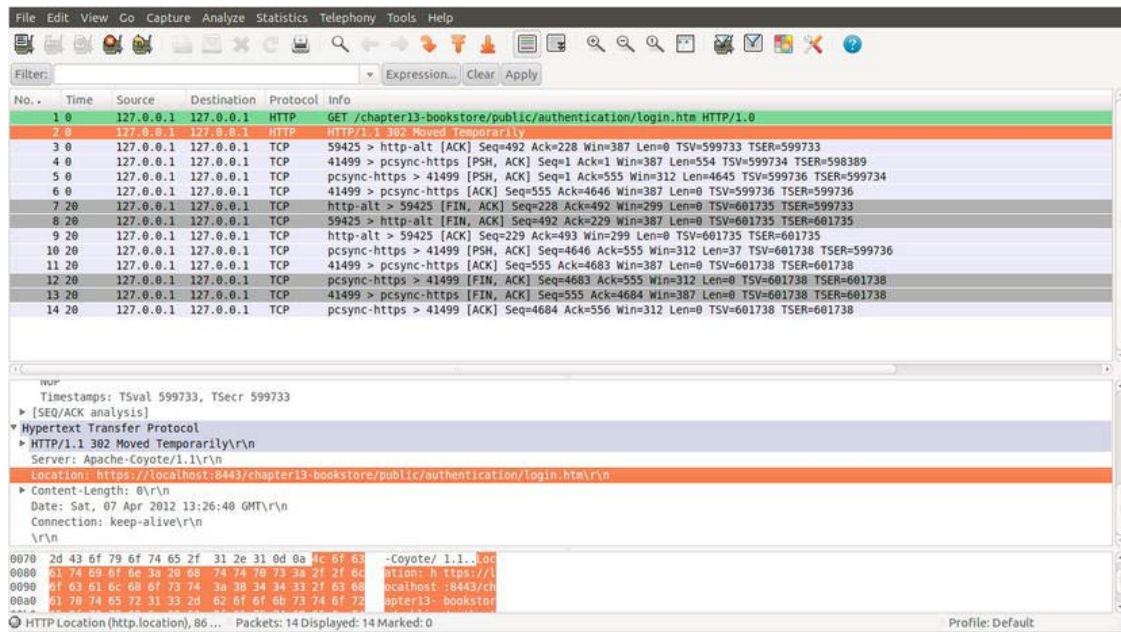 File Edit View Go Capture Analyze Statistics Telephony Tools Help
Filter: Expression... Clear Apply
No. . Time Source Destination Protocol Info
1 0 127.0.0.1 127.0.0.1 HTTP GET /chapter13-bookstore/public/authentication/login.htm HTTP/1.0
2 0 127.0.0.1 127.0.0.1 HTTP HTTP/1.1 302 Moved Temporarily
3 0 127.0.0.1 127.0.0.1 TCP 59425 > http-alt [ACK] Seq=492 Ack=228 Win=387 Len=0 TSV=599733 TSER=599733
4 0 127.0.0.1 127.0.0.1 TCP 41499 > pcsync-https [PSH, ACK] Seq=1 Ack=1 Win=387 Len=554 TSV=599734 TSER=598389
5 0 127.0.0.1 127.0.0.1 TCP pcsync-https > 41499 [PSH, ACK] Seq=1 Ack=555 Win=312 Len=4645 TSV=599736 TSER=599734
6 0 127.0.0.1 127.0.0.1 TCP 41499 > pcsync-https [ACK] Seq=555 Ack=4646 Win=387 Len=0 TSV=599736 TSER=599736
7 20 127.0.0.1 127.0.0.1 TCP http-alt > 59425 [FIN, ACK] Seq=228 Ack=492 Win=299 Len=0 TSV=601735 TSER=599733
8 20 127.0.0.1 127.0.0.1 TCP 59425 > http-alt [FIN, ACK] Seq=492 Ack=229 Win=387 Len=0 TSV=601735 TSER=601735
9 20 127.0.0.1 127.0.0.1 TCP http-alt > 59425 [ACK] Seq=229 Ack=493 Win=299 Len=0 TSV=601735 TSER=601735
10 20 127.0.0.1 127.0.0.1 TCP pcsync-https > 41499 [PSH, ACK] Seq=4646 Ack=555 Win=312 Len=37 TSV=601738 TSER=599736
11 20 127.0.0.1 127.0.0.1 TCP 41499 > pcsync-https [ACK] Seq=555 Ack=4683 Win=387 Len=0 TSV=601738 TSER=601738
12 20 127.0.0.1 127.0.0.1 TCP pcsync-https > 41499 [FIN, ACK] Seq=4683 Ack=555 Win=312 Len=0 TSV=601738 TSER=601738
13 20 127.0.0.1 127.0.0.1 TCP 41499 > pcsync-https [FIN, ACK] Seq=555 Ack=4684 Win=387 Len=0 TSV=601738 TSER=601738
14 20 127.0.0.1 127.0.0.1 TCP pcsync-https > 41499 [ACK] Seq=4684 Ack=556 Win=312 Len=0 TSV=601738 TSER=601738
NOP
Timestamps: TSval 599733, TSecr 599733
[SEQ/ACK analysis]
Hypertext Transfer Protocol
HTTP/1.1 302 Moved Temporarily\r\n
Server: Apache-Coyote/1.1\r\n
Location: https://localhost:8443/chapter13-bookstore/public/authentication/login.htm\r\n
Content-Length: 0\r\n
Date: Sat, 07 Apr 2012 13:26:40 GMT\r\n
Connection: keep-alive\r\n
\r\n
0070 2d 43 6f 79 6f 74 65 2f 31 2e 31 0d 0a 4c 6f 63 -Coyote/ 1.1..Loc
0080 61 74 69 6f 6e 3a 20 68 74 74 70 73 3a 2f 2f 6c ation: h ttps://l
0090 6f 63 61 6c 68 6f 73 74 3a 38 34 34 33 2f 63 68 ocalhost :8443/ch
00a0 61 70 74 65 72 31 33 2d 62 6f 6f 6b 73 74 6f 72 apter13- bookstor
HTTP Location (http.location), 86 ... Packets: 14 Displayed: 14 Marked: 0 Profile: Default